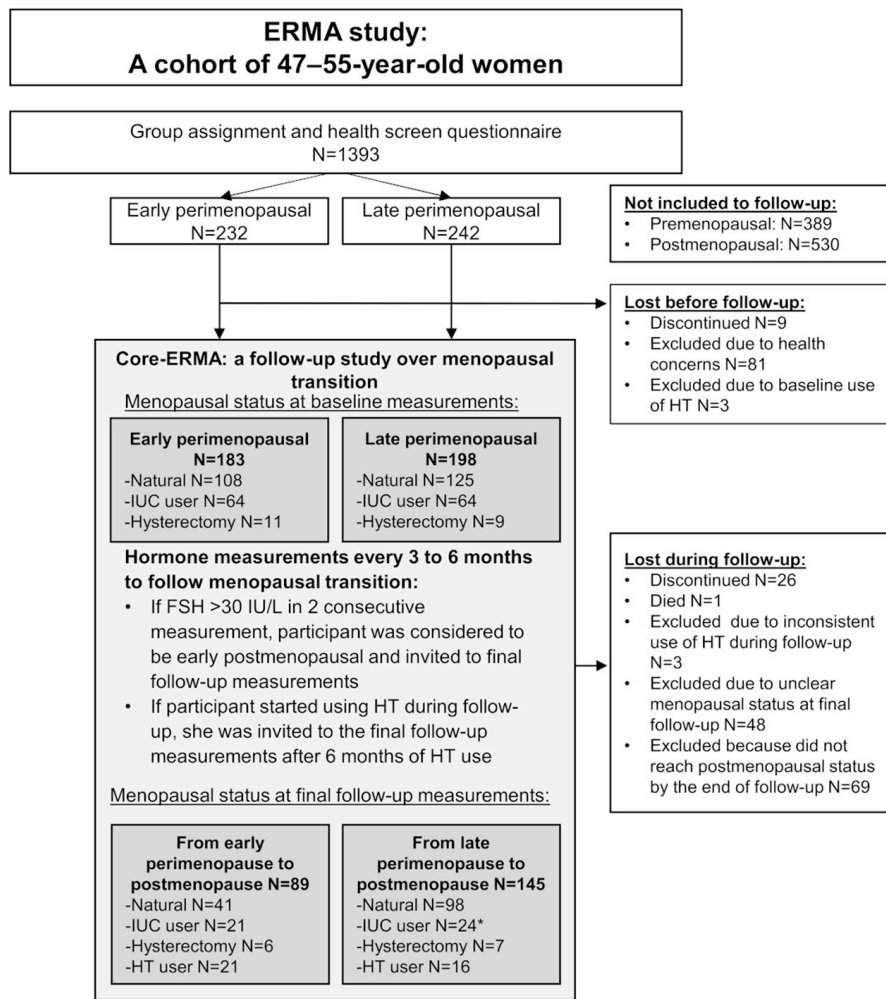 ERMA study:
A cohort of 47–55-year-old women
Group assignment and health screen questionnaire
N=1393
Early perimenopausal
N=232
Late perimenopausal
N=242
Not included to follow-up:
• Premenopausal: N=389
• Postmenopausal: N=530
Lost before follow-up:
• Discontinued N=9
• Excluded due to health
concerns N=81
• Excluded due to baseline use
of HT N=3
Core-ERMA: a follow-up study over menopausal
transition
Menopausal status at baseline measurements:
Early perimenopausal
N=183
-Natural N=108
-IUC user N=64
-Hysterectomy N=11
Late perimenopausal
N=198
-Natural N=125
-IUC user N=64
-Hysterectomy N=9
Hormone measurements every 3 to 6 months
to follow menopausal transition:
• If FSH >30 IU/L in 2 consecutive
measurement, participant was considered to
be early postmenopausal and invited to final
follow-up measurements
• If participant started using HT during follow-
up, she was invited to the final follow-up
measurements after 6 months of HT use
Lost during follow-up:
• Discontinued N=26
• Died N=1
• Excluded due to inconsistent
use of HT during follow-up
N=3
• Excluded due to unclear
menopausal status at final
follow-up N=48
• Excluded because did not
reach postmenopausal status
by the end of follow-up N=69
Menopausal status at final follow-up measurements:
From early
perimenopause to
postmenopause N=89
-Natural N=41
-IUC user N=21
-Hysterectomy N=6
-HT user N=21
From late
perimenopause to
postmenopause N=145
-Natural N=98
-IUC user N=24*
-Hysterectomy N=7
-HT user N=16